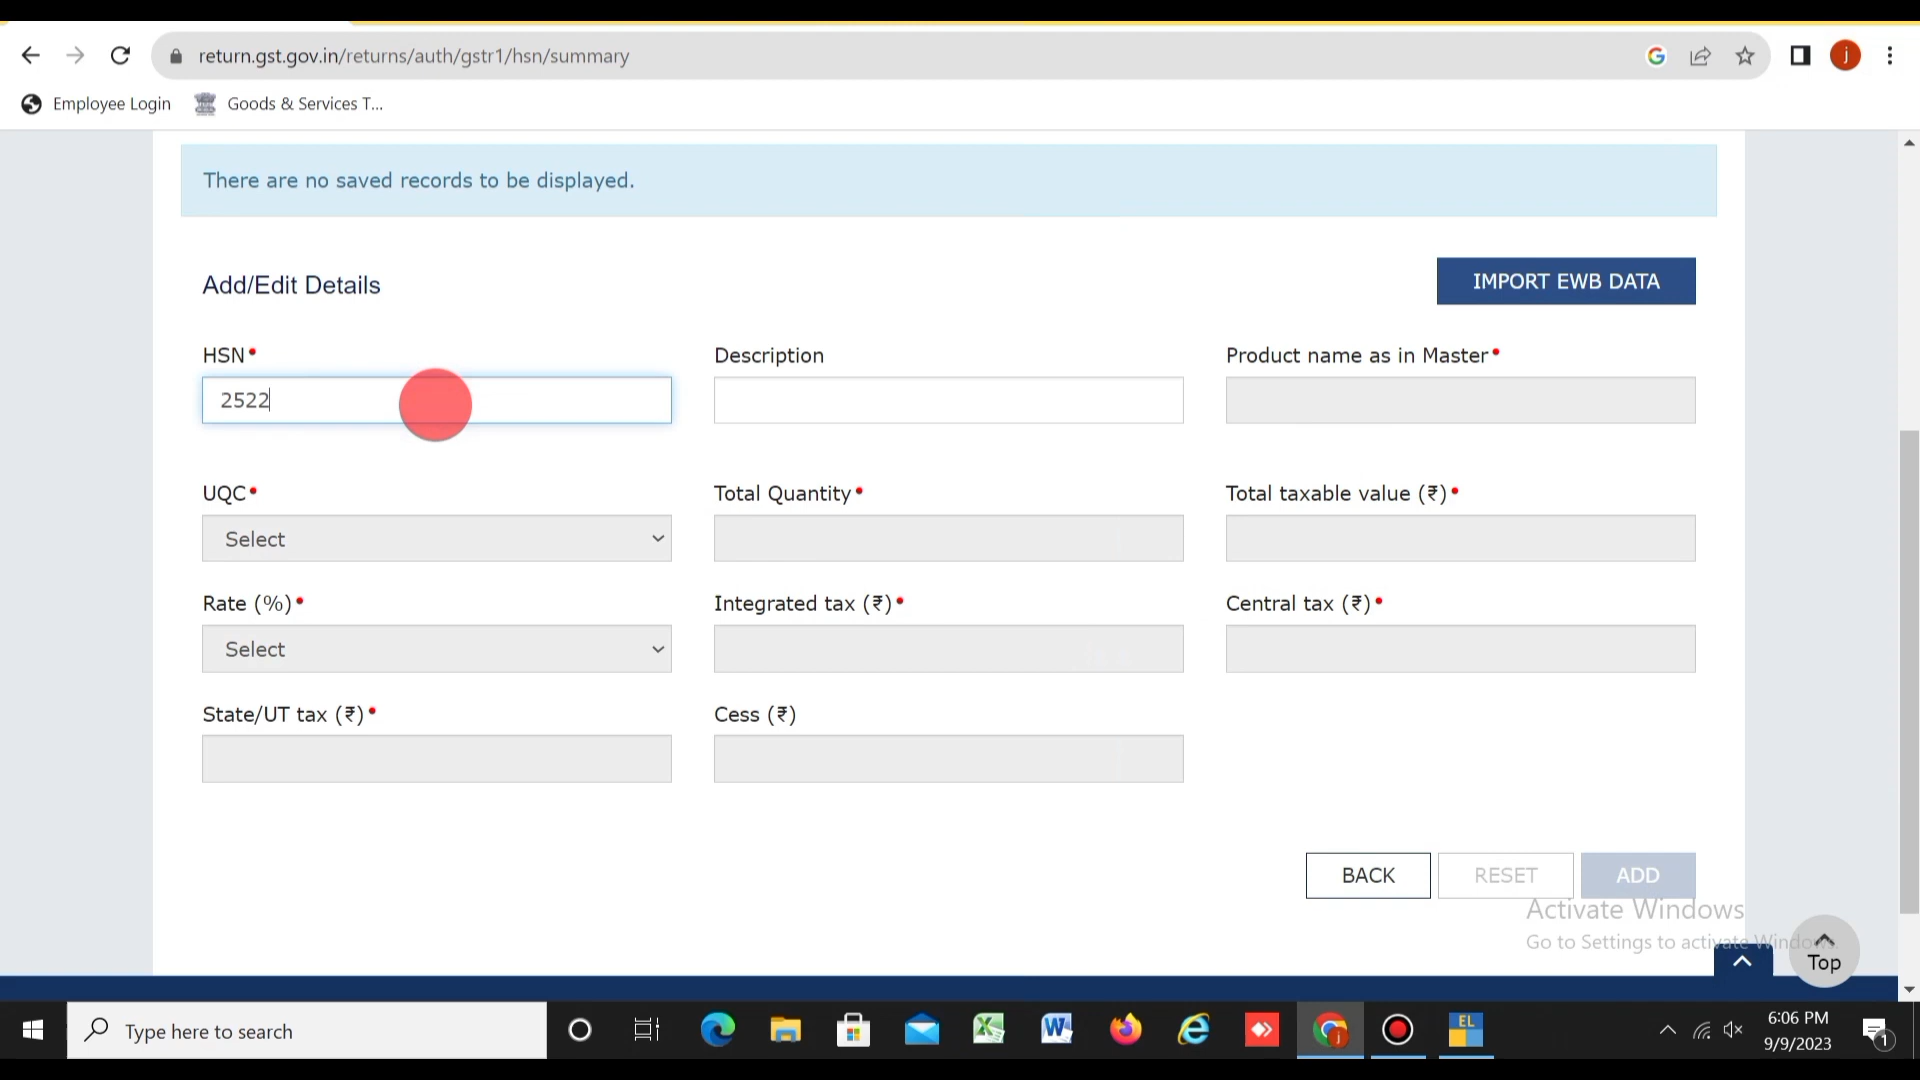 return.gst.gov.in/returns/auth/gstr1/hsn/summary
j
Employee Login
Goods & Services T...
There are no saved records to be displayed.
Add/Edit Details
IMPORT EWB DATA
HSN•
Description
Product name as in Master•
2522
UQC•
Total Quantity•
Total taxable value (₹)•
Select
Rate (%)•
Integrated tax (₹)•
Central tax (₹)•
Select
State/UT tax (₹)•
Cess (₹)
BACK
RESET
ADD
Activate Windows
Go to Settings to activate Windows.
Top
Type here to search
EL
j
6:06 PM
9/9/2023
1